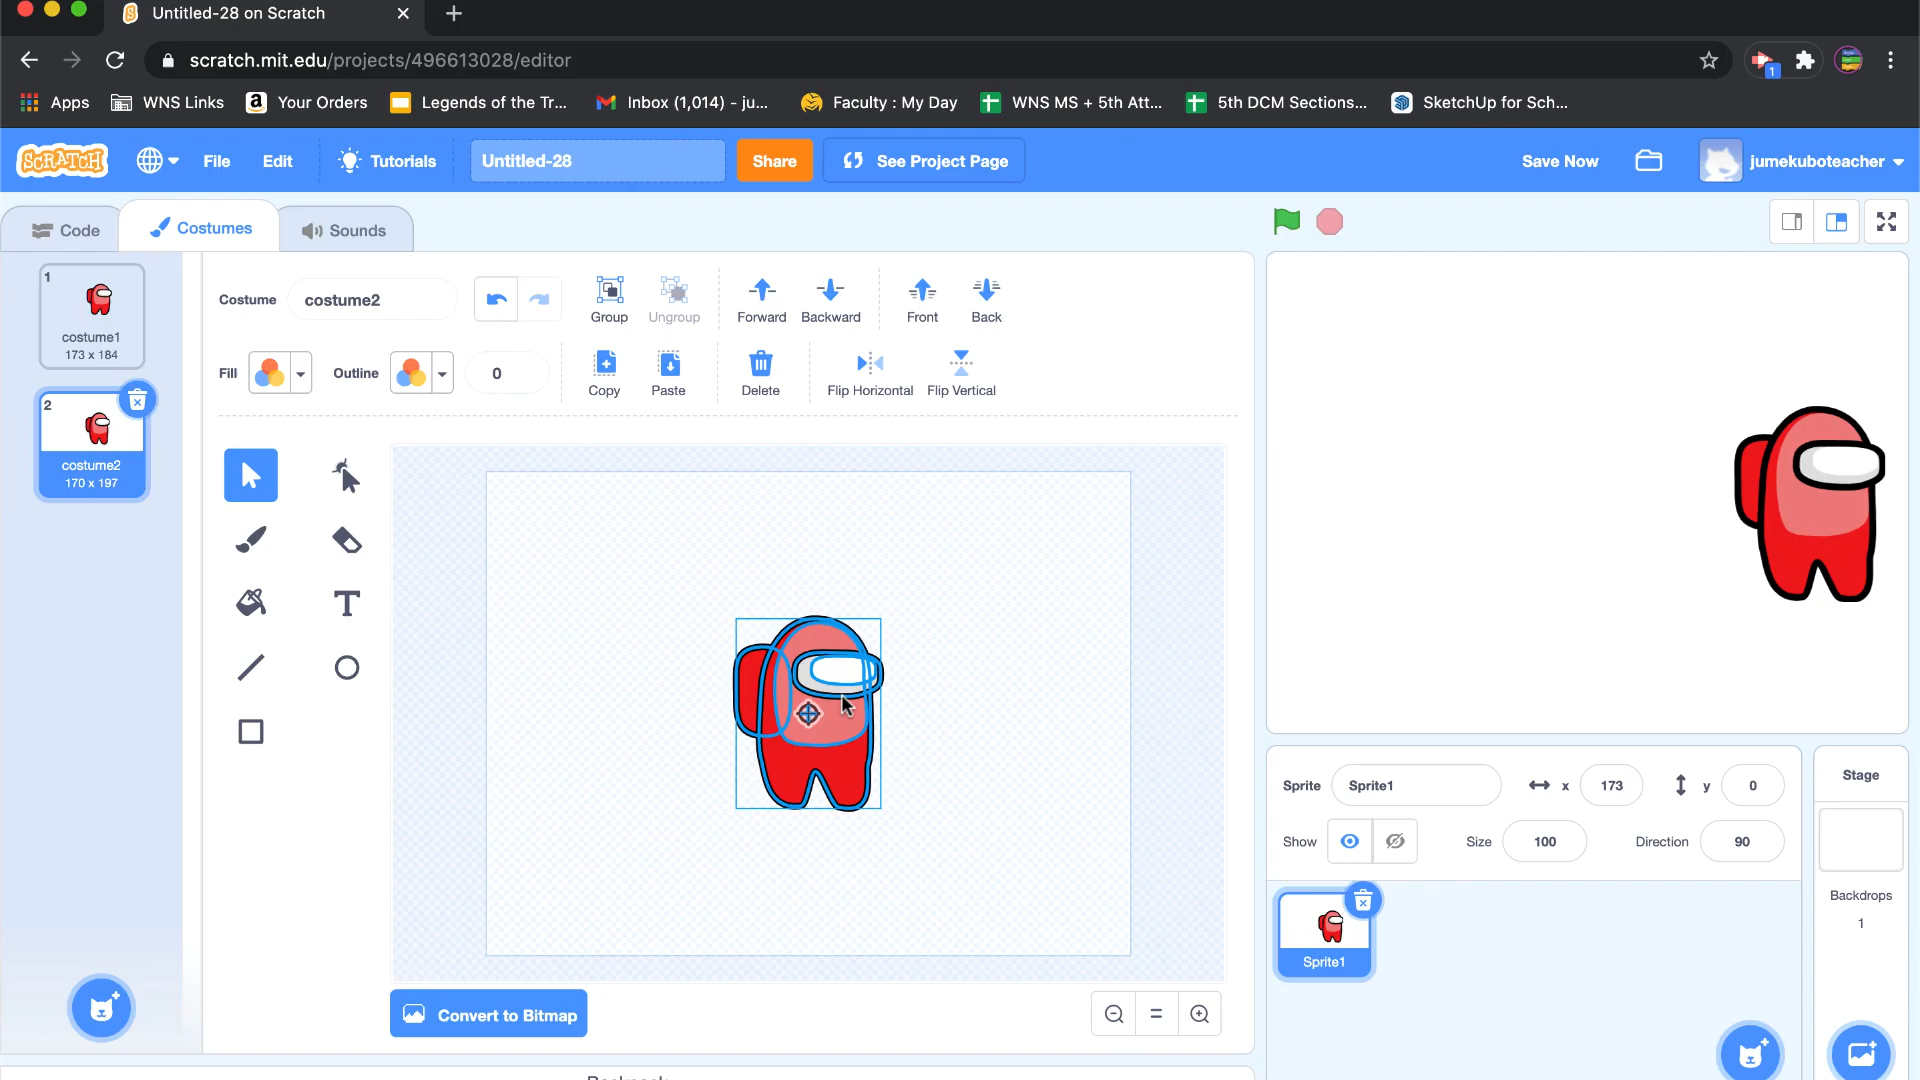 Untitled-28 on Scratch
scratch.mit.edu/projects/496613028/editor
1
Apps
WNS Links
Your Orders
Legends of the Tr...
Inbox (1,014) - ju...
Faculty : My Day
WNS MS + 5th Att...
5th DCM Sections...
SketchUp for Sch...
SCRATCH
File
Edit
Tutorials
Untitled-28
Share
See Project Page
Save Now
jumekuboteacher
Code
Costumes
Sounds
1
costume1
173 x 184
2
costume2
170 x 197
Costume
costume2
Group
Ungroup
Forward
Backward
Front
Back
Fill
Outline
0
Copy
Paste
Delete
Flip Horizontal
Flip Vertical
Convert to Bitmap
Sprite
Sprite1
x
173
y
0
Show
Size
100
Direction
90
Sprite1
Stage
Backdrops
1